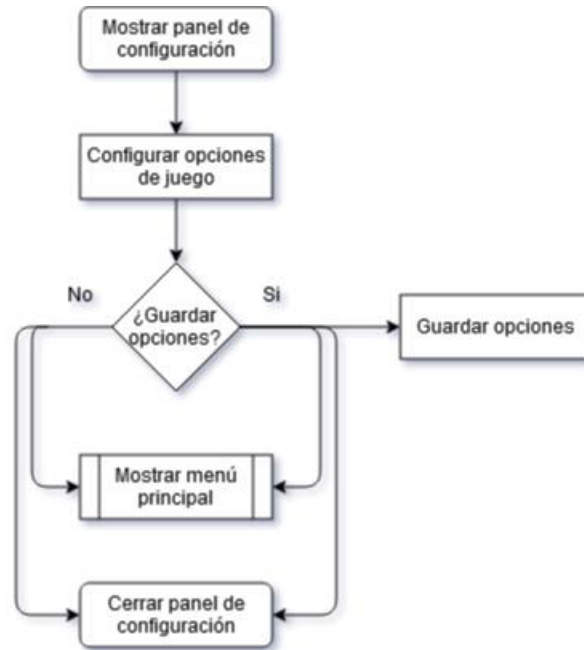 Mostrar panel de
configuración
Configurar opciones
de juego
No
Si
¿Guardar
opciones?
Guardar opciones
Mostrar menú
principal
Cerrar panel de
configuración